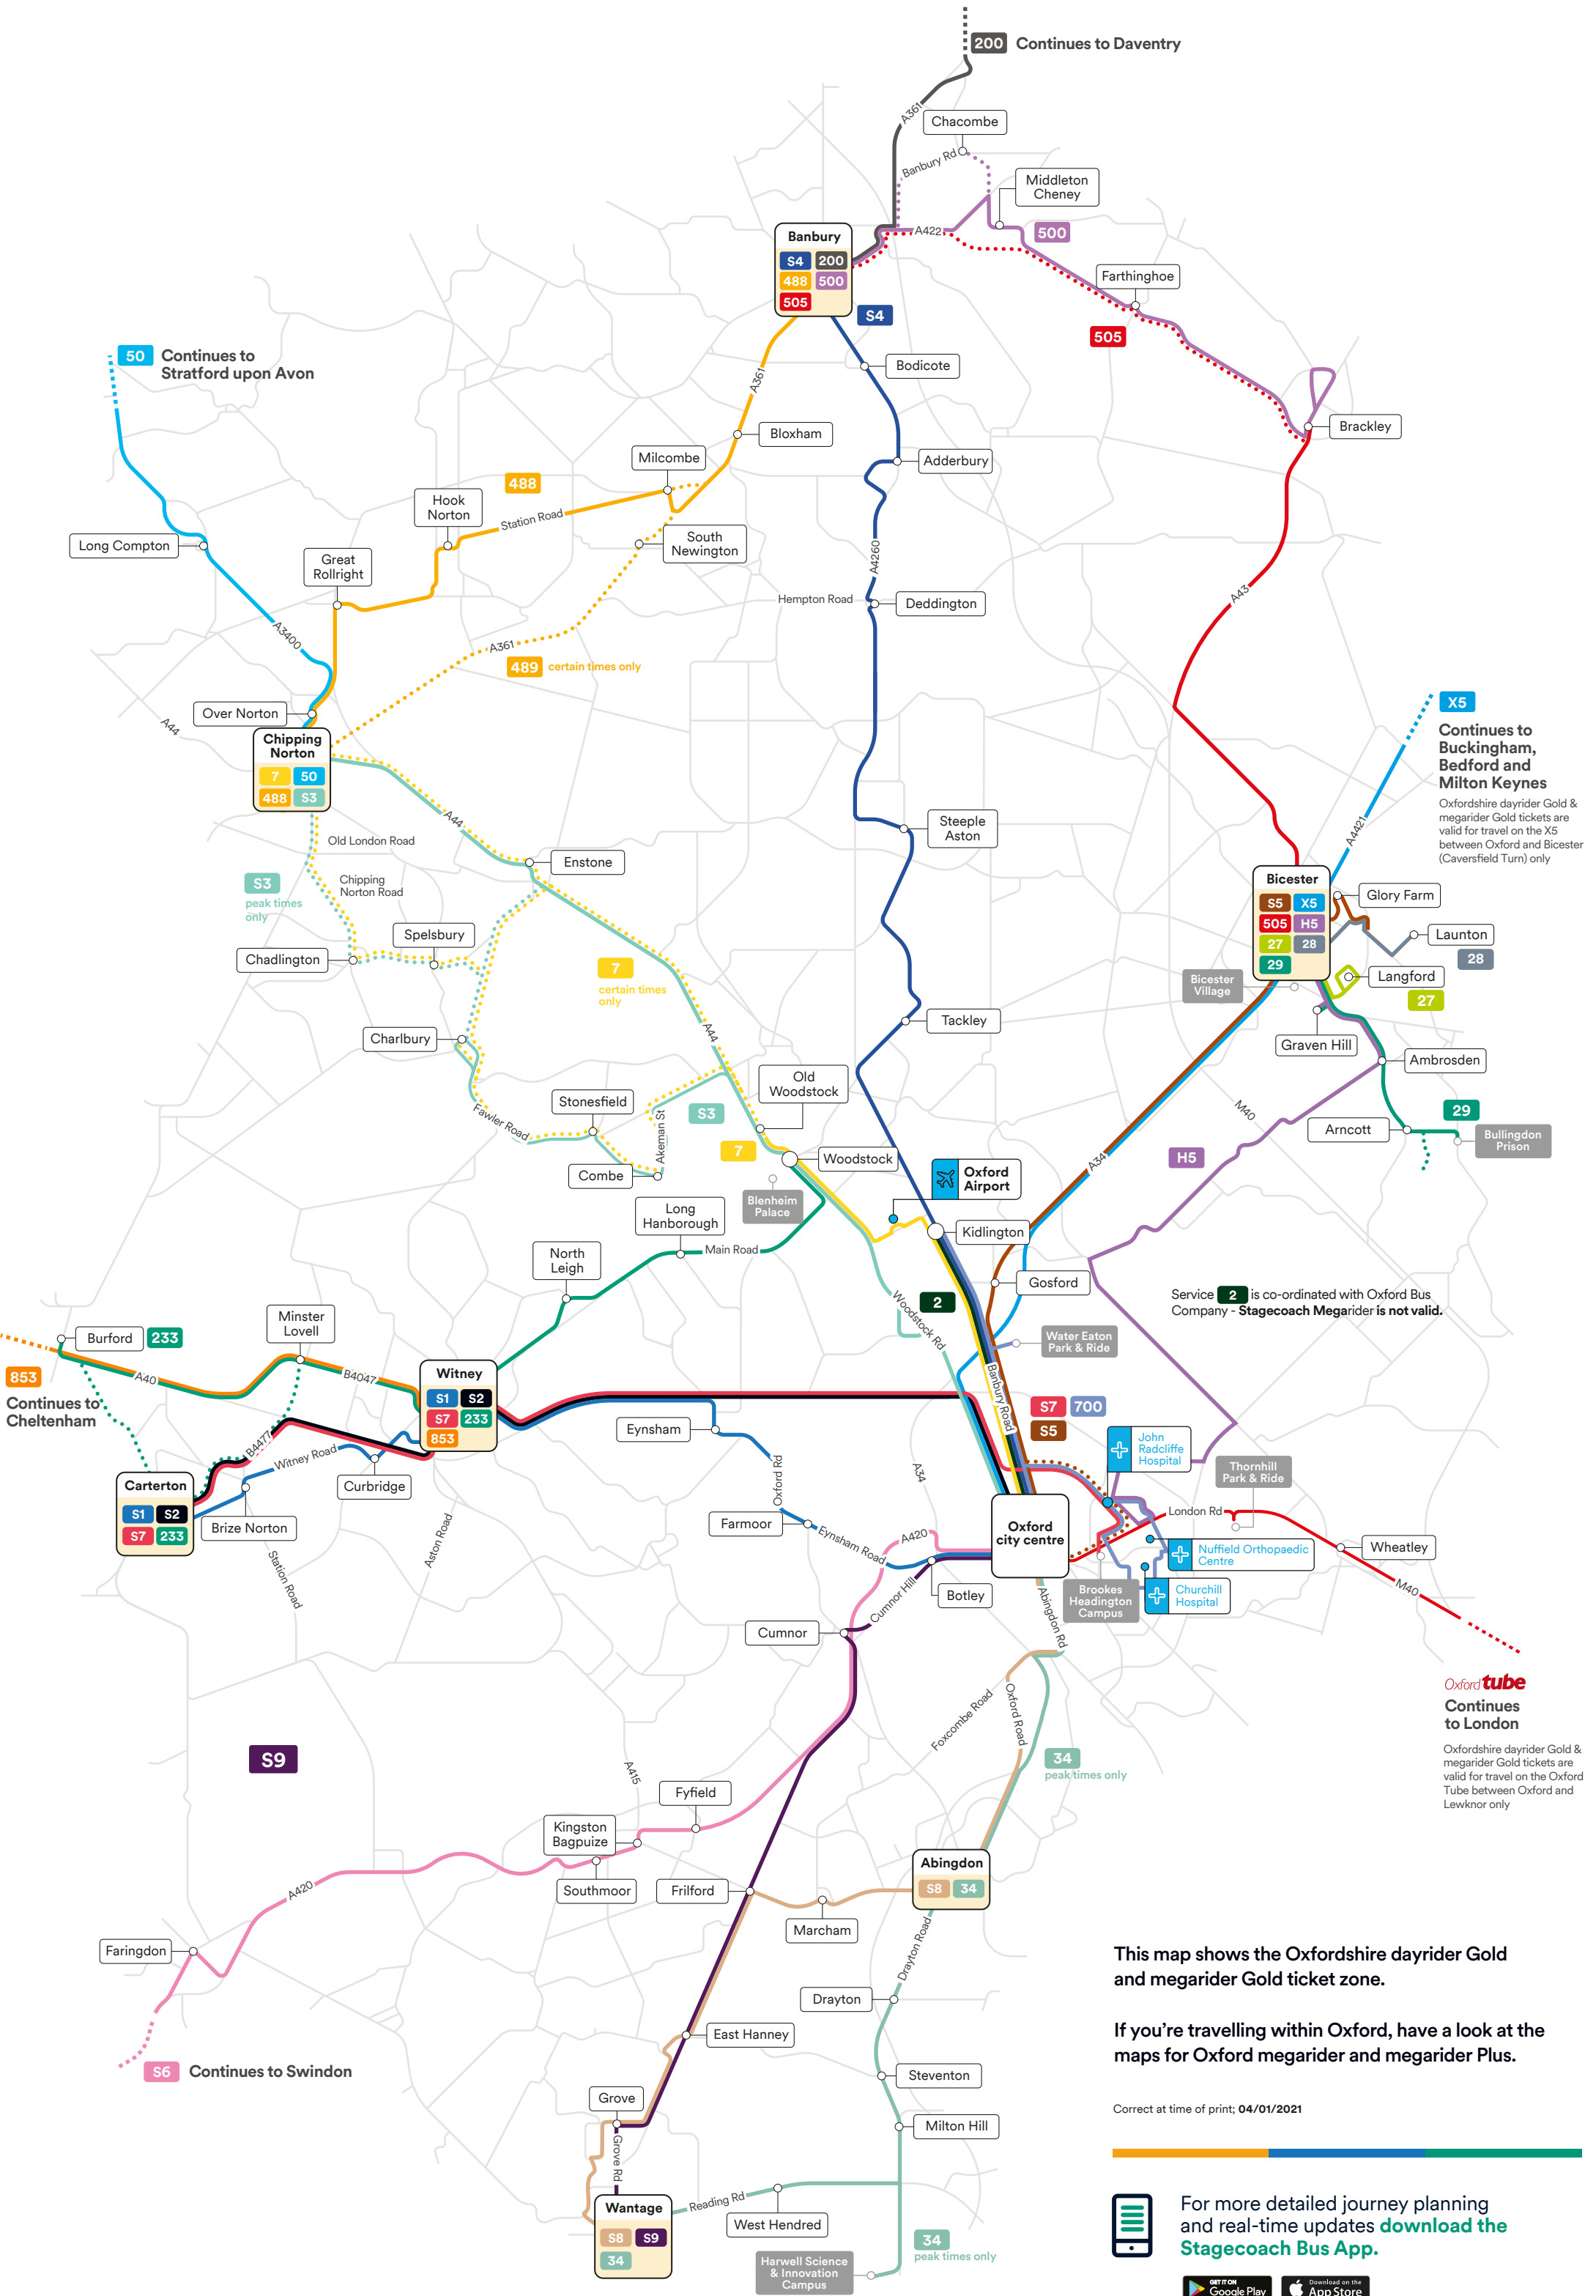 200 Continues to Daventry
A361
Chacombe
Banbury Rd
Middleton
Cheney
Banbury
S4 200
488 500
505
A422
500
Farthinghoe
S4
505
50 Continues to
Stratford upon Avon
Bodicote
A361
Bloxham
Brackley
Milcombe
Adderbury
488
Hook
Norton
Station Road
South
Newington
Long Compton
Great
Rollright
A4260
Hempton Road
Deddington
A43
A3400
A361
489 certain times only
Over Norton
A44
Chipping
Norton
7 50
488 S3
X5
Continues to
Buckingham,
Bedford and
Milton Keynes
Oxfordshire dayrider Gold &
megarider Gold tickets are
valid for travel on the X5
between Oxford and Bicester
(Caversfield Turn) only
A44
Old London Road
Steeple
Aston
A4421
Enstone
Chipping
Norton Road
S3
peak times
only
Bicester
S5 X5
505 H5
27 28
29
Glory Farm
Launton
28
Spelsbury
Chadlington
7
certain times
only
Langford
Bicester
Village
27
Tackley
A44
Charlbury
Graven Hill
Ambrosden
Old
Woodstock
Stonesfield
S3
Fawler Road
Akeman St
M40
29
Arncott
Bullingdon
Prison
7
Woodstock
H5
A34
Combe
Oxford
Airport
Blenheim
Palace
Long
Hanborough
Kidlington
Main Road
North
Leigh
Gosford
Service 2 is co-ordinated with Oxford Bus
Company - Stagecoach Megarider is not valid.
2
Woodstock Rd
Minster
Lovell
Burford 233
Water Eaton
Park & Ride
853
Continues to
Cheltenham
A40
B4047
Witney
S1 S2
S7 233
853
Banbury Road
S7 700
S5
Eynsham
John
Radcliffe
Hospital
B4477
Witney Road
Thornhill
Park & Ride
Carterton
S1 S2
S7 233
Curbridge
Oxford Rd
A34
Brize Norton
Farmoor
Oxford
city centre
London Rd
Aston Road
Eynsham Road
A420
Nuffield Orthopaedic
Centre
Wheatley
Station Road
Cumnor Hill
Botley
Abingdon Rd
Brookes
Headington
Campus
Churchill
Hospital
M40
Cumnor
Oxford tube
Continues
to London
Oxfordshire dayrider Gold &
megarider Gold tickets are
valid for travel on the Oxford
Tube between Oxford and
Lewknor only
Foxcombe Road
Oxford Road
S9
34
peak times only
A415
Fyfield
Kingston
Bagpuize
Abingdon
S8 34
A420
Southmoor
Frilford
Marcham
Faringdon
Drayton Road
This map shows the Oxfordshire dayrider Gold
and megarider Gold ticket zone.
Drayton
If you’re travelling within Oxford, have a look at the
maps for Oxford megarider and megarider Plus.
East Hanney
S6 Continues to Swindon
Steventon
Grove
Correct at time of print; 04/01/2021
Milton Hill
Grove Rd
Wantage
S8 S9
34
Reading Rd
West Hendred
For more detailed journey planning
and real-time updates download the
Stagecoach Bus App.
34
peak times only
Harwell Science
& Innovation
Campus
GET IT ON
Google Play
Download on the
App Store